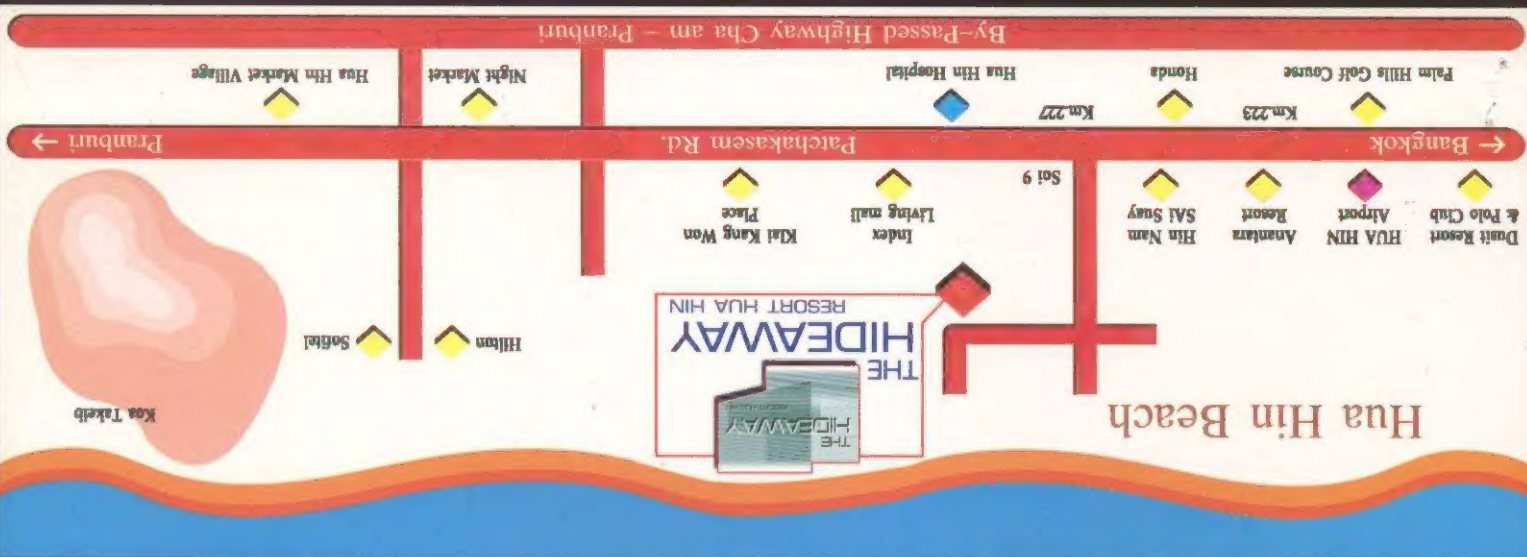 Hua Hin Beach
THE
HIDEAWAY
THE
HIDEAWAY
RESORT HUA HIN
Koa Takeib
Hilton
Sofitel
Dusit Resort
& Polo Club
HUA HIN
Airport
Anantara
Resort
Hin Nam
SAi Suay
Soi 9
Index
Living mall
Klai Kang Won
Place
← Bangkok
Patchakasem Rd.
Pranburi →
Palm Hills Golf Course
Km.223
Honda
Km.227
Hua Hin Hospital
Night Market
Hua Hin Market Village
By-Passed Highway Cha am - Pranburi